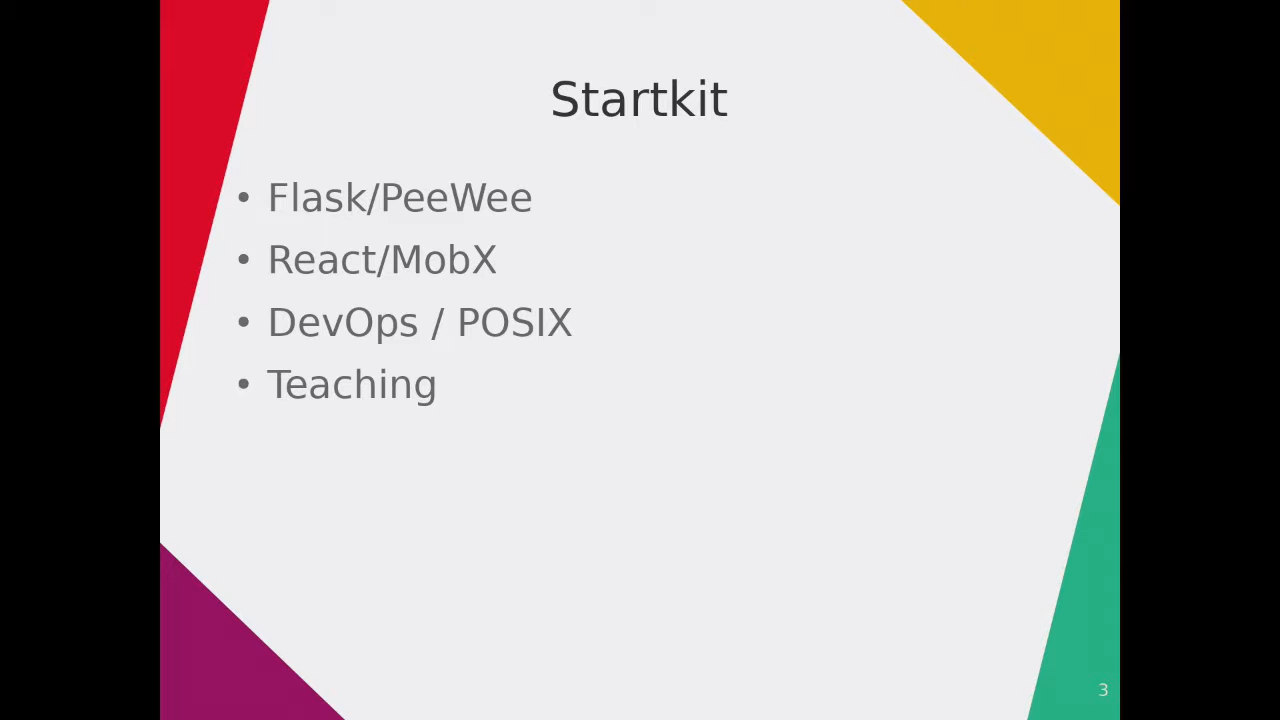 Startkit
• Flask/PeeWee
• React/MobX
• DevOps / POSIX
• Teaching
3